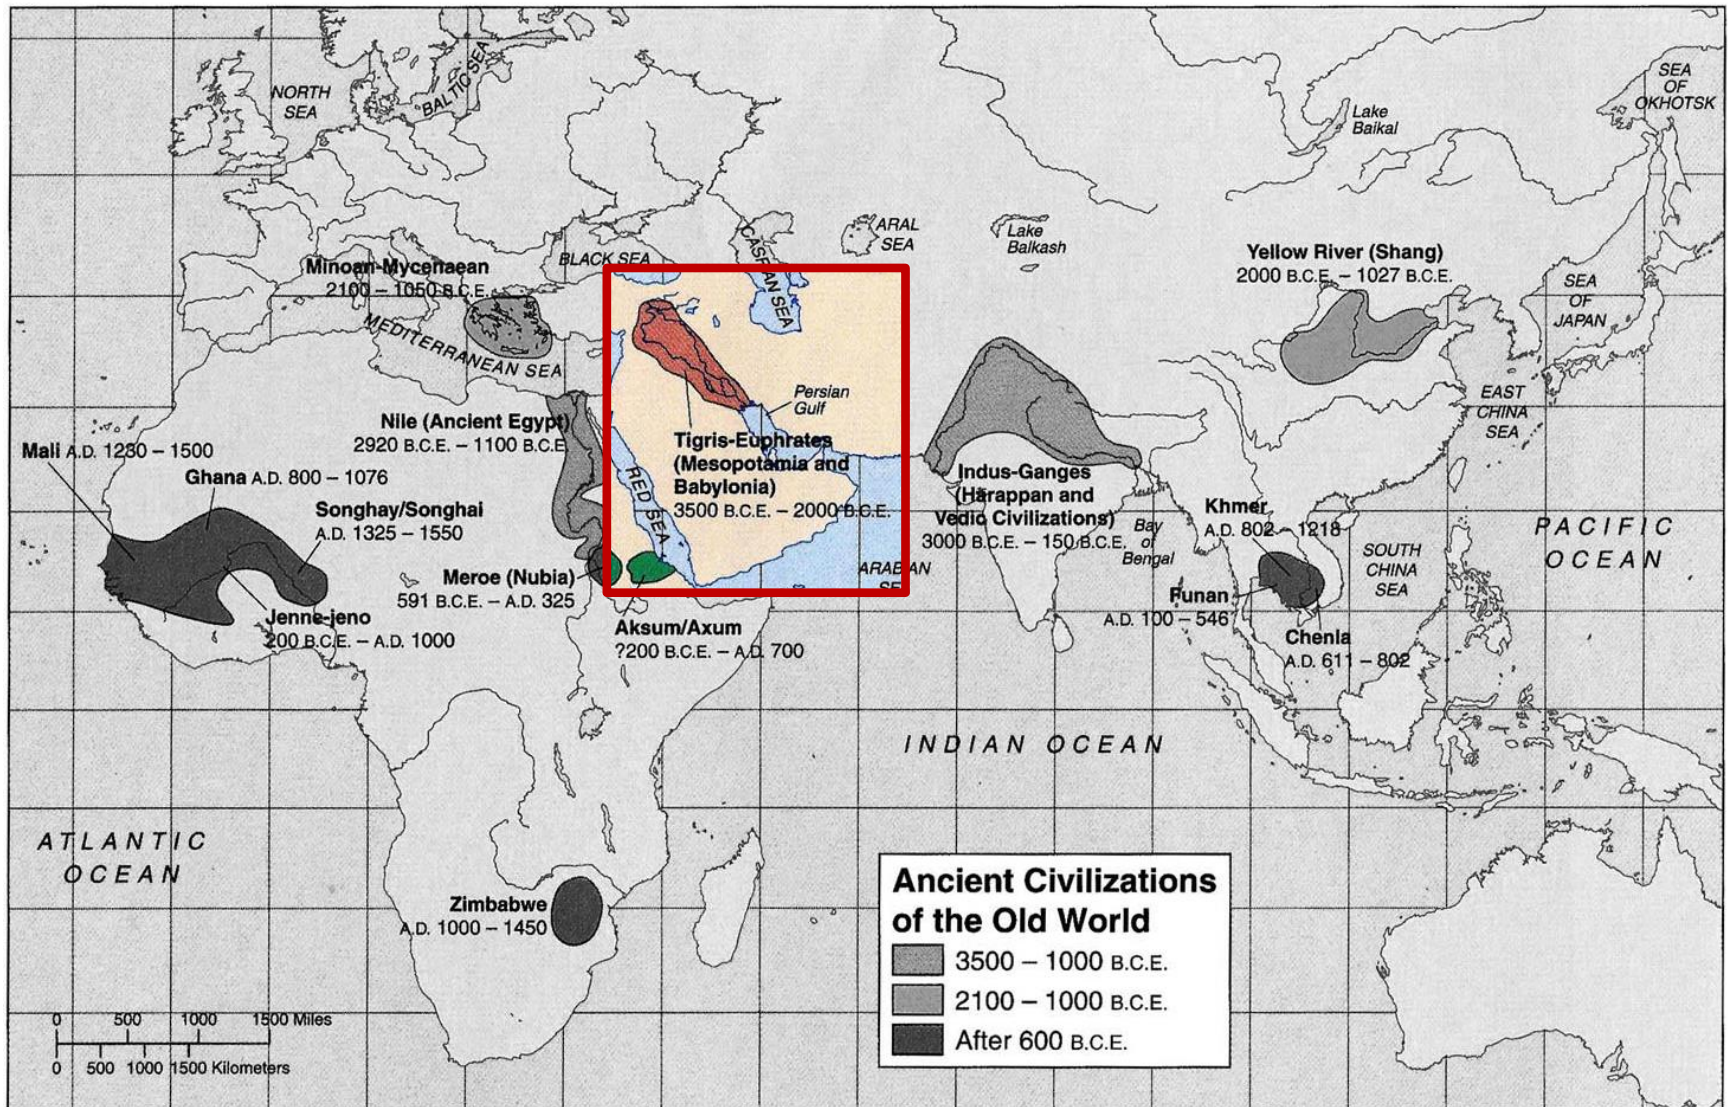 NORTH
SEA
BALTIC SEA
SEA
OF
OKHOTSK
Lake
Baikal
ARAL
SEA
Lake
Balkash
CASPIAN SEA
BLACK SEA
Yellow River (Shang)
2000 B.C.E. – 1027 B.C.E.
Minoan-Mycenaean
2100 – 1050 B.C.E.
SEA
OF
JAPAN
MEDITERRANEAN SEA
Persian
Gulf
EAST
CHINA
SEA
Nile (Ancient Egypt)
2920 B.C.E. – 1100 B.C.E.
Tigris-Euphrates
(Mesopotamia and
Babylonia)
3500 B.C.E. – 2000 B.C.E.
RED SEA
Mali A.D. 1230 – 1500
Ghana A.D. 800 – 1076
Songhay/Songhai
A.D. 1325 – 1550
Indus-Ganges
(Harappan and
Vedic Civilizations)
3000 B.C.E. – 150 B.C.E.
Bay
of
Bengal
Khmer
A.D. 802 – 1218
PACIFIC
OCEAN
SOUTH
CHINA
SEA
ARABIAN
SE
Meroe (Nubia)
591 B.C.E. – A.D. 325
Funan
A.D. 100 – 546
Jenne-jeno
200 B.C.E. – A.D. 1000
Aksum/Axum
?200 B.C.E. – A.D. 700
Chenla
A.D. 611 – 802
INDIAN OCEAN
ATLANTIC
OCEAN
Zimbabwe
A.D. 1000 – 1450
Ancient Civilizations
of the Old World
3500 – 1000 B.C.E.
2100 – 1000 B.C.E.
After 600 B.C.E.
0 500 1000 1500 Miles
0 500 1000 1500 Kilometers